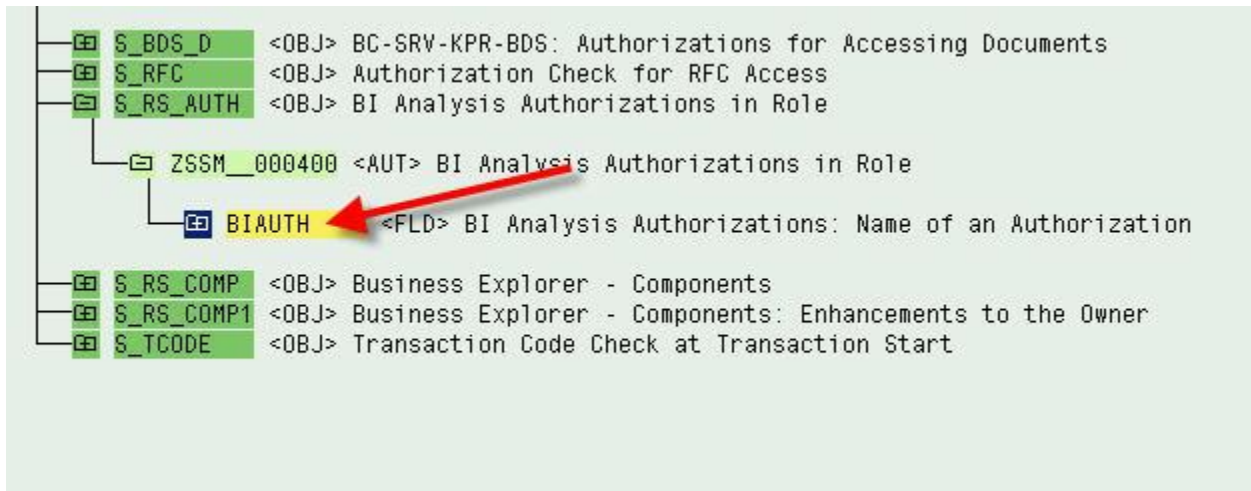 S_BDS_D <OBJ> BC-SRV-KPR-BDS: Authorizations for Accessing Documents
S_RFC <OBJ> Authorization Check for RFC Access
S_RS_AUTH <OBJ> BI Analysis Authorizations in Role
ZSSM__000400 <AUT> BI Analysis Authorizations in Role
BIAUTH <FLD> BI Analysis Authorizations: Name of an Authorization
S_RS_COMP <OBJ> Business Explorer - Components
S_RS_COMP1 <OBJ> Business Explorer - Components: Enhancements to the Owner
S_TCODE <OBJ> Transaction Code Check at Transaction Start